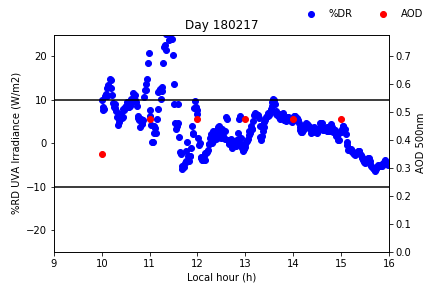 %DR AOD
Day 180217
%RD UVA Irradiance (W/m2)
20
10
0
−10
−20
0.7
0.6
0.5
0.4
0.3
0.2
0.1
0.0
AOD 500nm
9 10 11 12 13 14 15 16
Local hour (h)